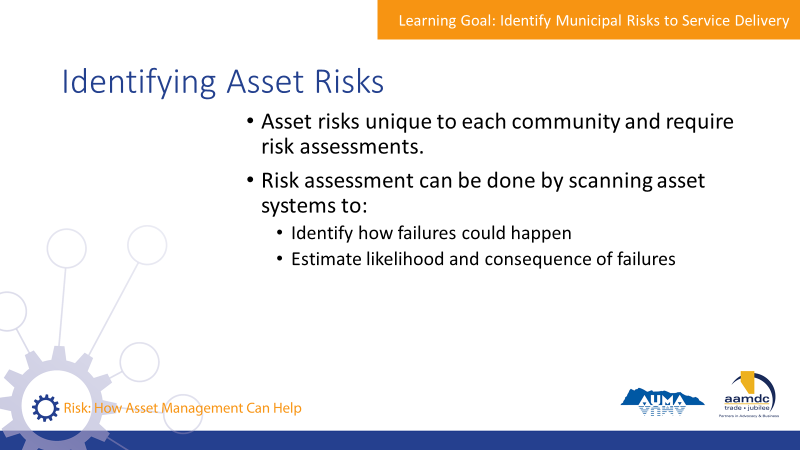 Learning Goal: Identify Municipal Risks to Service Delivery
Identifying Asset Risks
• Asset risks unique to each community and require
risk assessments.
• Risk assessment can be done by scanning asset
systems to:
• Identify how failures could happen
• Estimate likelihood and consequence of failures
Risk: How Asset Management Can Help
AUMA
aamdc
trade • jubilee
Partners in Advocacy & Business